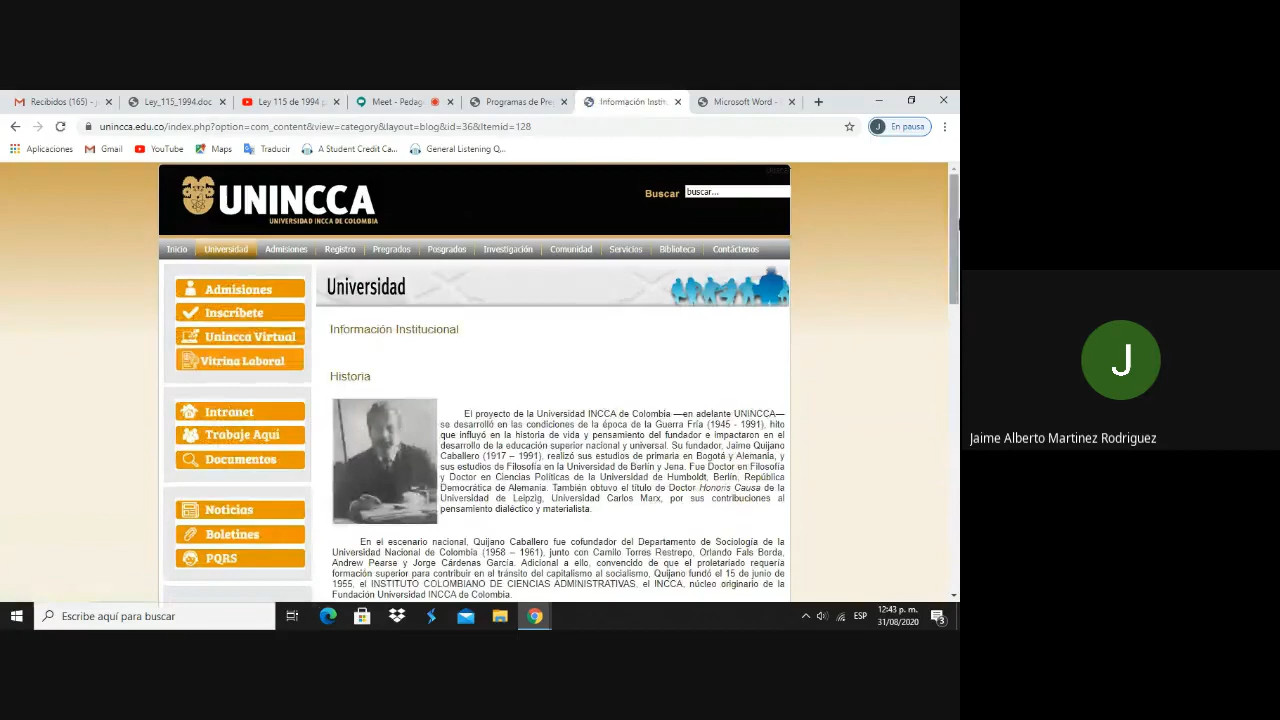 Recibidos (165) -
Ley_115_1994.doc
Ley 115 de 1994
Meet - Pedag
Programas de Pre
Información Instit
Microsoft Word -
unincca.edu.co/index.php?option=com_content&view=category&layout=blog&id=36&Itemid=128
J
En pausa
Aplicaciones
Gmail
YouTube
Maps
Traducir
A Student Credit Ca...
General Listening Q...
UNINCCA
UNIVERSIDAD INCCA DE COLOMBIA
Buscar
buscar...
Inicio
Universidad
Admisiones
Registro
Pregrados
Posgrados
Investigación
Comunidad
Servicios
Biblioteca
Contáctenos
Admisiones
Inscríbete
Unincca Virtual
Vitrina Laboral
Intranet
Trabaje Aquí
Documentos
Noticias
Boletines
PQRS
Universidad
Información Institucional
Historia
El proyecto de la Universidad INCCA de Colombia —en adelante UNINCCA—
se desarrolló en las condiciones de la época de la Guerra Fría (1945 - 1991), hito
que influyó en la historia de vida y pensamiento del fundador e impactaron en el
desarrollo de la educación superior nacional y universal. Su fundador, Jaime Quijano
Caballero (1917 – 1991), realizó sus estudios de primaria en Bogotá y Alemania, y
sus estudios de Filosofía en la Universidad de Berlín y Jena. Fue Doctor en Filosofía
y Doctor en Ciencias Políticas de la Universidad de Humboldt, Berlín, República
Democrática de Alemania. También obtuvo el título de Doctor Honoris Causa de la
Universidad de Leipzig, Universidad Carlos Marx, por sus contribuciones al
pensamiento dialéctico y materialista.
En el escenario nacional, Quijano Caballero fue cofundador del Departamento de Sociología de la
Universidad Nacional de Colombia (1958 – 1961), junto con Camilo Torres Restrepo, Orlando Fals Borda,
Andrew Pearse y Jorge Cárdenas García. Adicional a ello, convencido de que el proletariado requería
formación superior para contribuir en el tránsito del capitalismo al socialismo, Quijano fundó el 15 de junio de
1955, el INSTITUTO COLOMBIANO DE CIENCIAS ADMINISTRATIVAS, el INCCA, núcleo originario de la
Fundación Universidad INCCA de Colombia.
Escribe aquí para buscar
ESP
12:43 p. m.
31/08/2020
3
J
Jaime Alberto Martinez Rodriguez